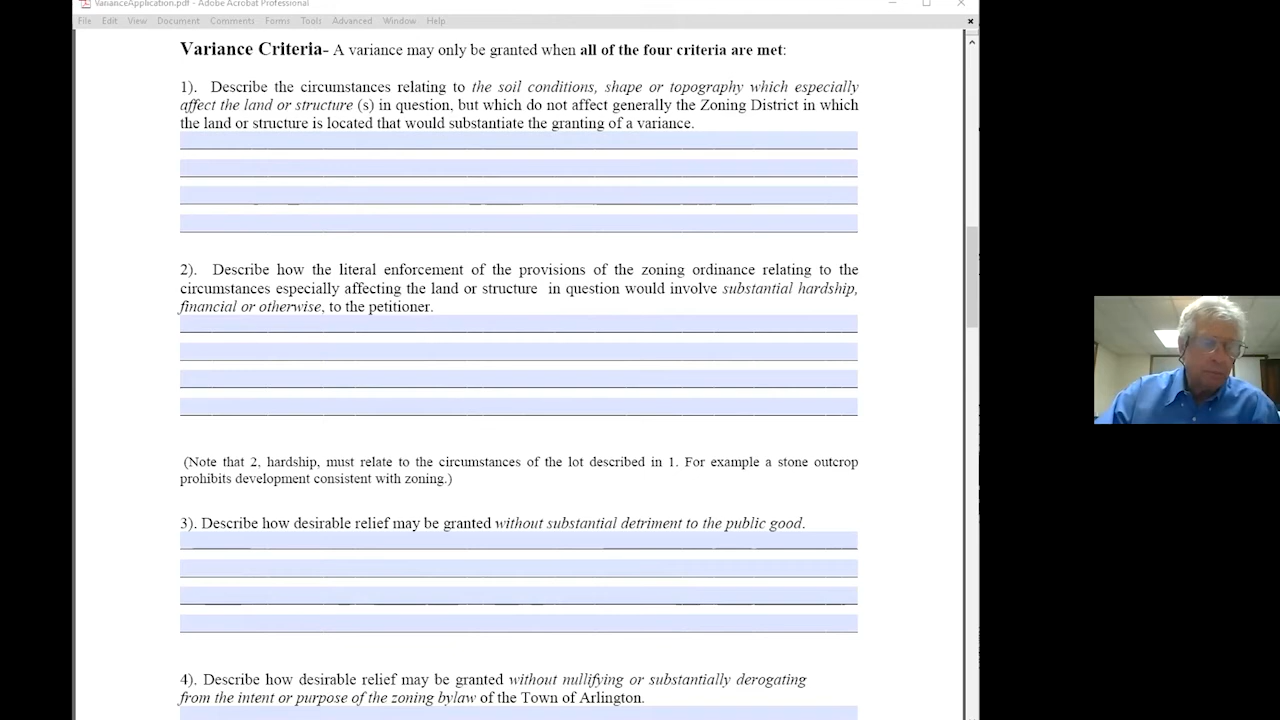 VarianceApplication.pdf - Adobe Acrobat Professional
File Edit View Document Comments Forms Tools Advanced Window Help
Variance Criteria- A variance may only be granted when all of the four criteria are met:
1). Describe the circumstances relating to the soil conditions, shape or topography which especially
affect the land or structure (s) in question, but which do not affect generally the Zoning District in which
the land or structure is located that would substantiate the granting of a variance.
2). Describe how the literal enforcement of the provisions of the zoning ordinance relating to the
circumstances especially affecting the land or structure in question would involve substantial hardship,
financial or otherwise, to the petitioner.
(Note that 2, hardship, must relate to the circumstances of the lot described in 1. For example a stone outcrop
prohibits development consistent with zoning.)
3). Describe how desirable relief may be granted without substantial detriment to the public good.
4). Describe how desirable relief may be granted without nullifying or substantially derogating
from the intent or purpose of the zoning bylaw of the Town of Arlington.